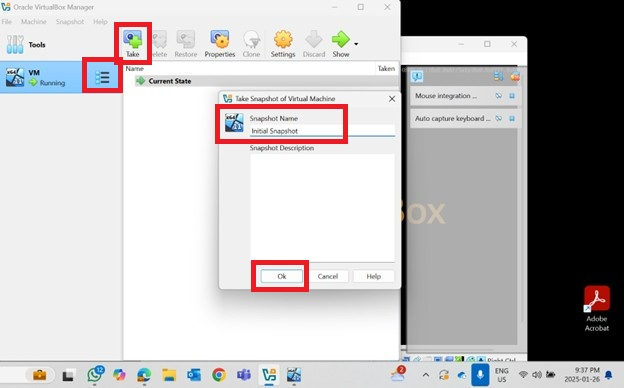 Oracle VirtualBox Manager
File Machine Snapshot Help
Tools
Take Delete Restore Properties Clone Settings Discard Show
VM
Running
Name Taken
Current State
Take Snapshot of Virtual Machine
Snapshot Name
Initial Snapshot
Snapshot Description
Ok Cancel Help
Mouse integration ...
Auto capture keyboard ...
Box
Adobe
Acrobat
Right Ctrl
12
2
ENG
US
9:37 PM
2025-01-26